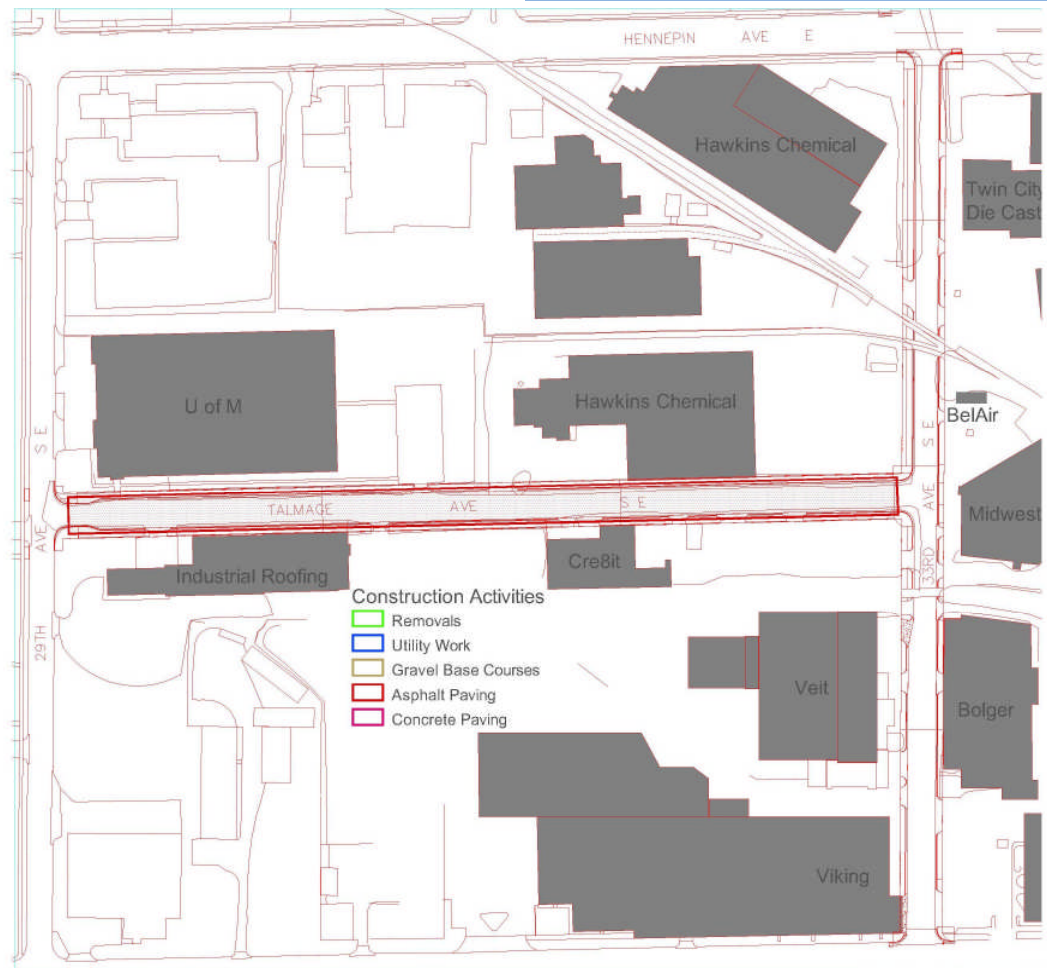 HENNEPIN AVE E
Hawkins Chemical
Twin City
Die Cast
U of M
Hawkins Chemical
BelAir
29TH AVE S E
TALMAGE AVE S E
33RD AVE S E
Midwest
Industrial Roofing
Cre8it
Construction Activities
Removals
Utility Work
Gravel Base Courses
Asphalt Paving
Concrete Paving
Veit
Bolger
Viking